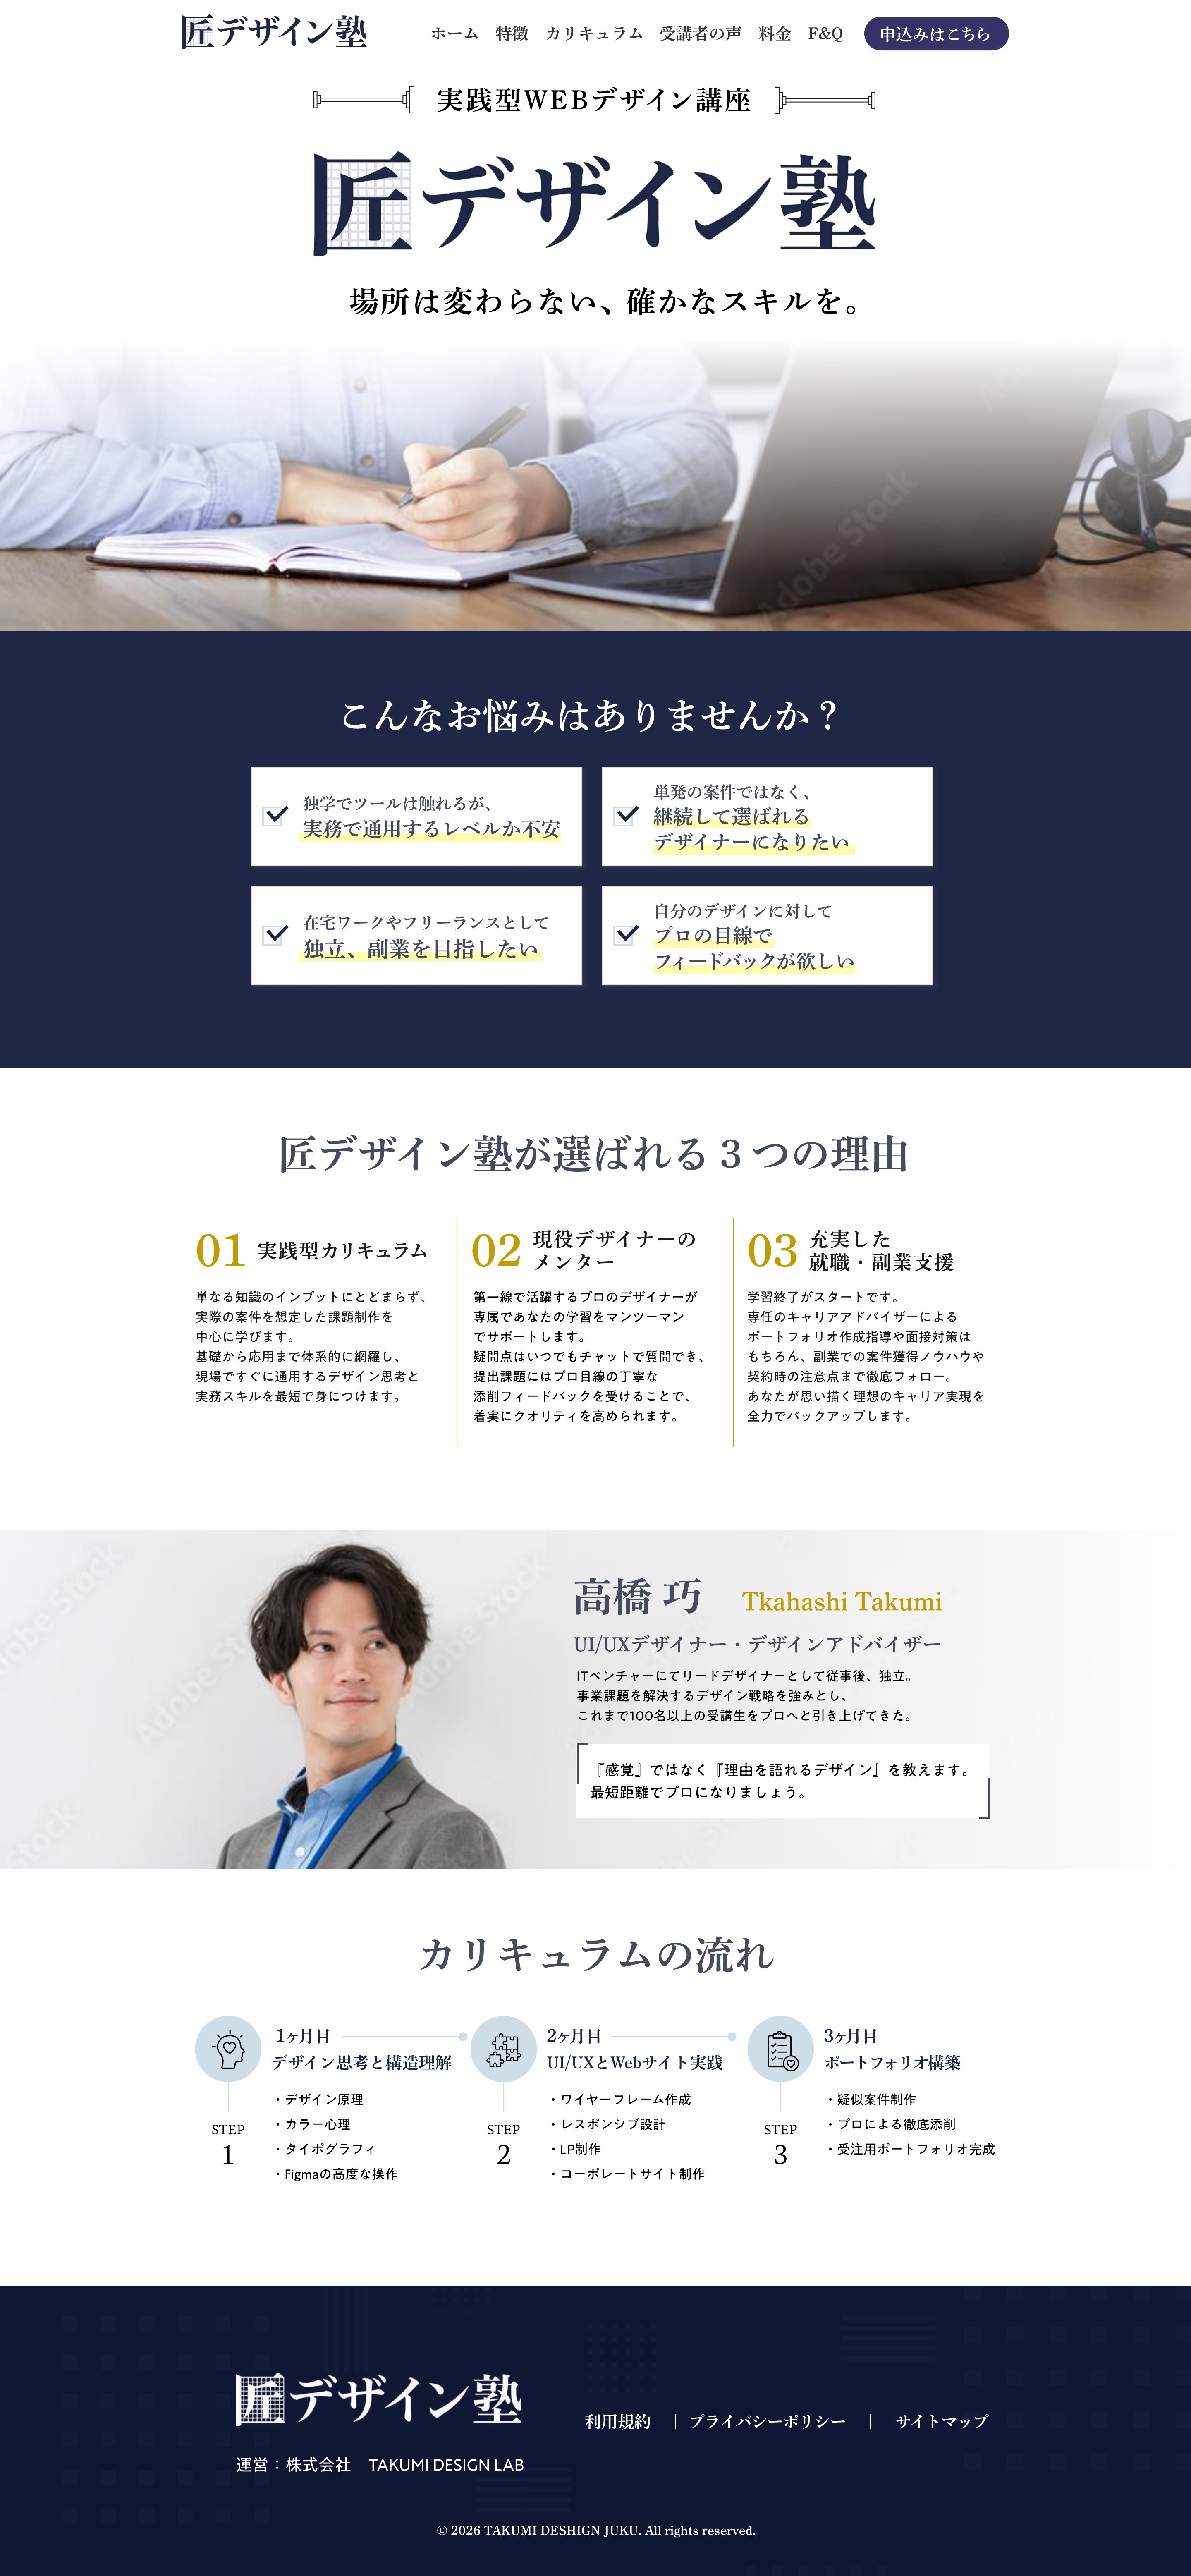 匠デザイン塾
ホーム 特徴 カリキュラム 受講者の声 料金 F&Q 申込みはこちら
実践型WEBデザイン講座
匠デザイン塾
場所は変わらない、確かなスキルを。
Adobe Stock
こんなお悩みはありませんか？
独学でツールは触れるが、
実務で通用するレベルか不安
単発の案件ではなく、
継続して選ばれる
デザイナーになりたい
在宅ワークやフリーランスとして
独立、副業を目指したい
自分のデザインに対して
プロの目線で
フィードバックが欲しい
匠デザイン塾が選ばれる３つの理由
01 実践型カリキュラム
単なる知識のインプットにとどまらず、
実際の案件を想定した課題制作を
中心に学びます。
基礎から応用まで体系的に網羅し、
現場ですぐに通用するデザイン思考と
実務スキルを最短で身につけます。
02 現役デザイナーの
メンター
第一線で活躍するプロのデザイナーが
専属であなたの学習をマンツーマン
でサポートします。
疑問点はいつでもチャットで質問でき、
提出課題にはプロ目線の丁寧な
添削フィードバックを受けることで、
着実にクオリティを高められます。
03 充実した
就職・副業支援
学習終了がスタートです。
専任のキャリアアドバイザーによる
ポートフォリオ作成指導や面接対策は
もちろん、副業での案件獲得ノウハウや
契約時の注意点まで徹底フォロー。
あなたが思い描く理想のキャリア実現を
全力でバックアップします。
高橋 巧 Tkahashi Takumi
UI/UXデザイナー・デザインアドバイザー
ITベンチャーにてリードデザイナーとして従事後、独立。
事業課題を解決するデザイン戦略を強みとし、
これまで100名以上の受講生をプロへと引き上げてきた。
『感覚』ではなく『理由を語れるデザイン』を教えます。
最短距離でプロになりましょう。
カリキュラムの流れ
STEP
1
1ヶ月目
デザイン思考と構造理解
・デザイン原理
・カラー心理
・タイポグラフィ
・Figmaの高度な操作
STEP
2
2ヶ月目
UI/UXとWebサイト実践
・ワイヤーフレーム作成
・レスポンシブ設計
・LP制作
・コーポレートサイト制作
STEP
3
3ヶ月目
ポートフォリオ構築
・疑似案件制作
・プロによる徹底添削
・受注用ポートフォリオ完成
匠デザイン塾
運営：株式会社 TAKUMI DESIGN LAB
利用規約 | プライバシーポリシー | サイトマップ
© 2026 TAKUMI DESHIGN JUKU. All rights reserved.